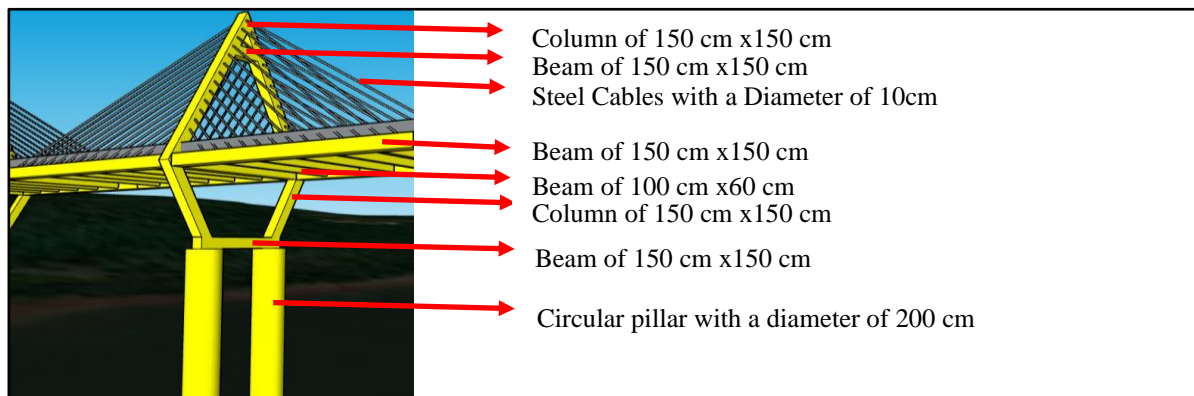 Column of 150 cm x150 cm
Beam of 150 cm x150 cm
Steel Cables with a Diameter of 10cm
Beam of 150 cm x150 cm
Beam of 100 cm x60 cm
Column of 150 cm x150 cm
Beam of 150 cm x150 cm
Circular pillar with a diameter of 200 cm